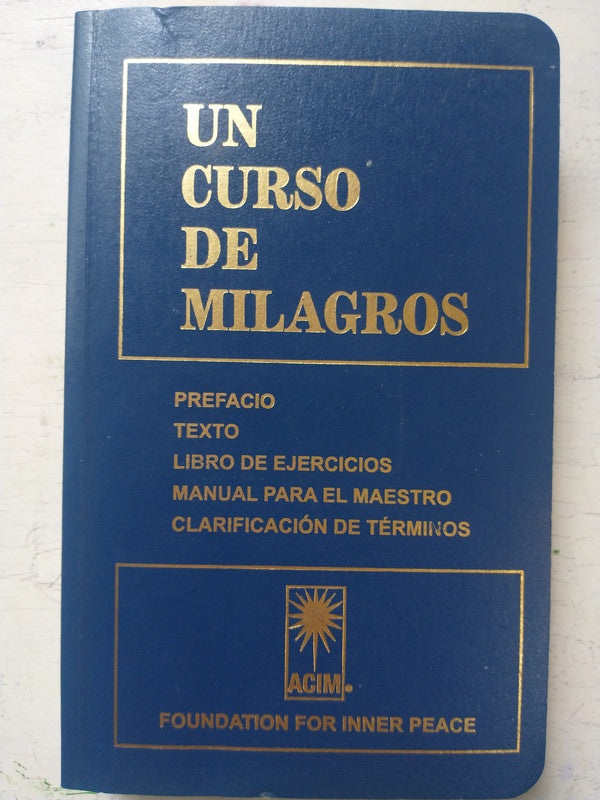 UN
CURSO
DE
MILAGROS
PREFACIO
TEXTO
LIBRO DE EJERCICIOS
MANUAL PARA EL MAESTRO
CLARIFICACIÓN DE TÉRMINOS
ACIM®
FOUNDATION FOR INNER PEACE